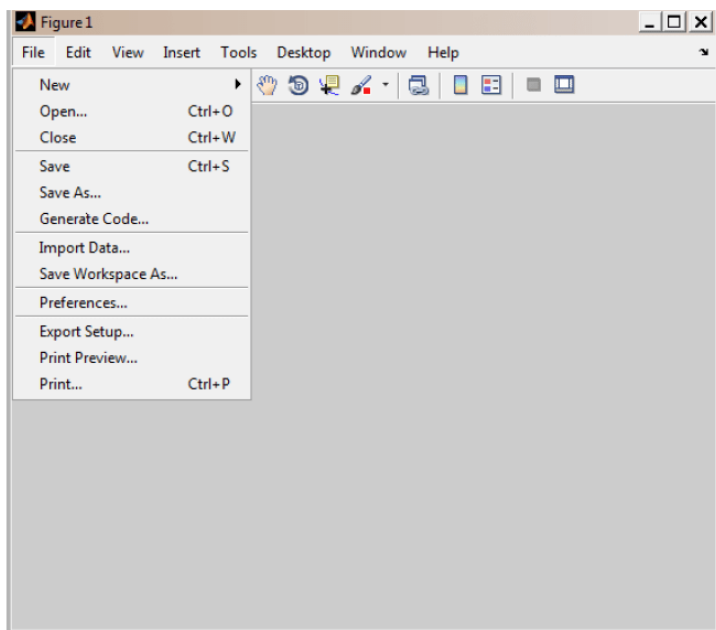 Figure 1
File Edit View Insert Tools Desktop Window Help
New
Open... Ctrl+O
Close Ctrl+W
Save Ctrl+S
Save As...
Generate Code...
Import Data...
Save Workspace As...
Preferences...
Export Setup...
Print Preview...
Print... Ctrl+P